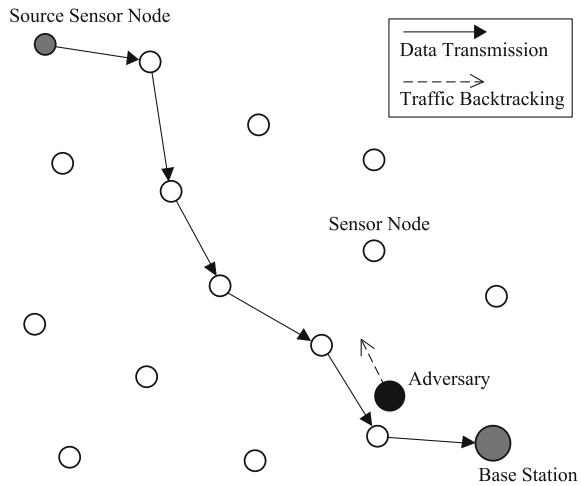 Source Sensor Node
Data Transmission
Traffic Backtracking
Sensor Node
Adversary
Base Station